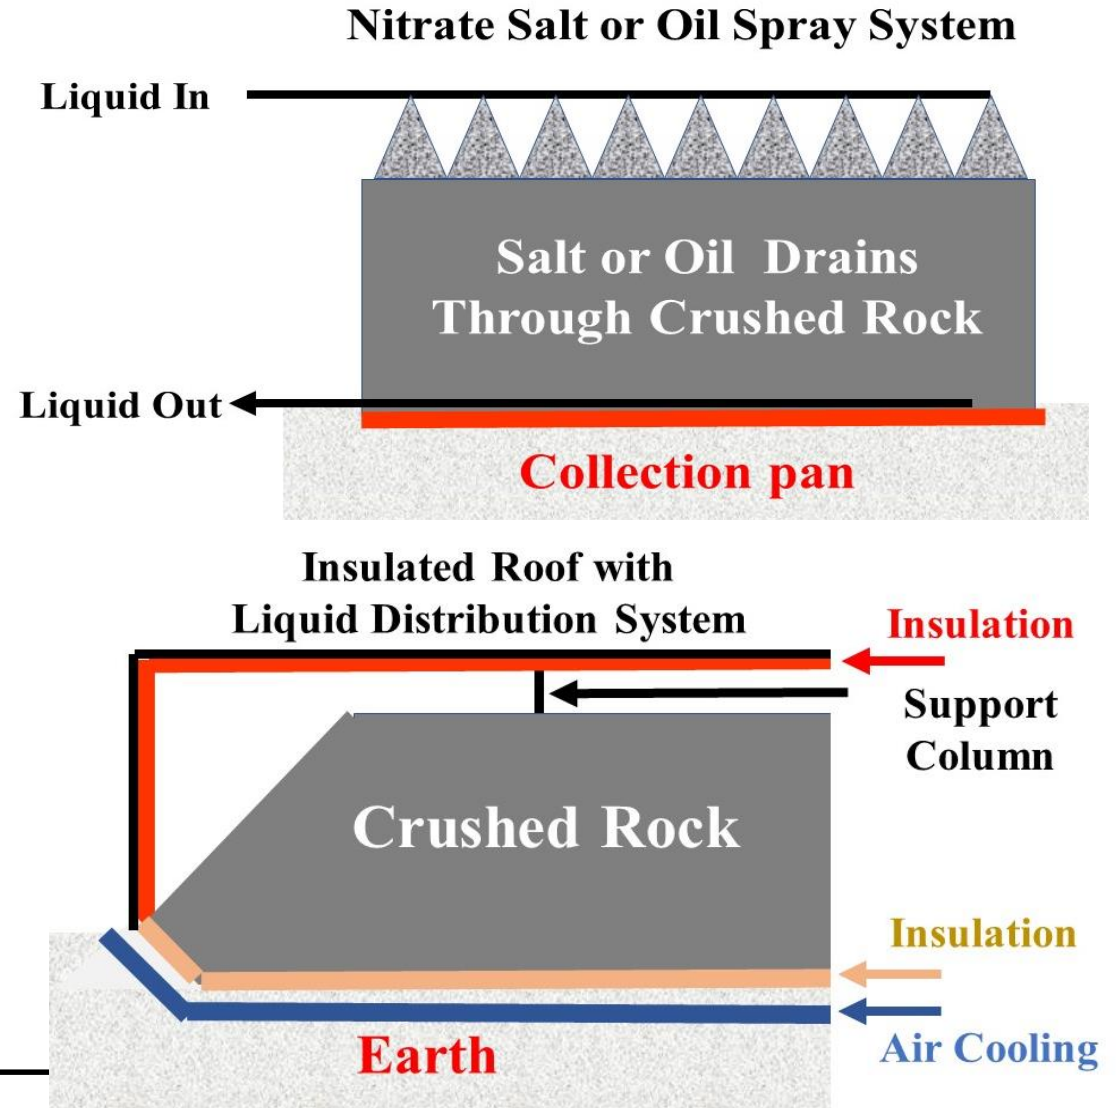 Nitrate Salt or Oil Spray System
Liquid In
Salt or Oil Drains
Through Crushed Rock
Liquid Out
Collection pan
Insulated Roof with
Liquid Distribution System
Insulation
Support
Column
Crushed Rock
Insulation
Air Cooling
Earth